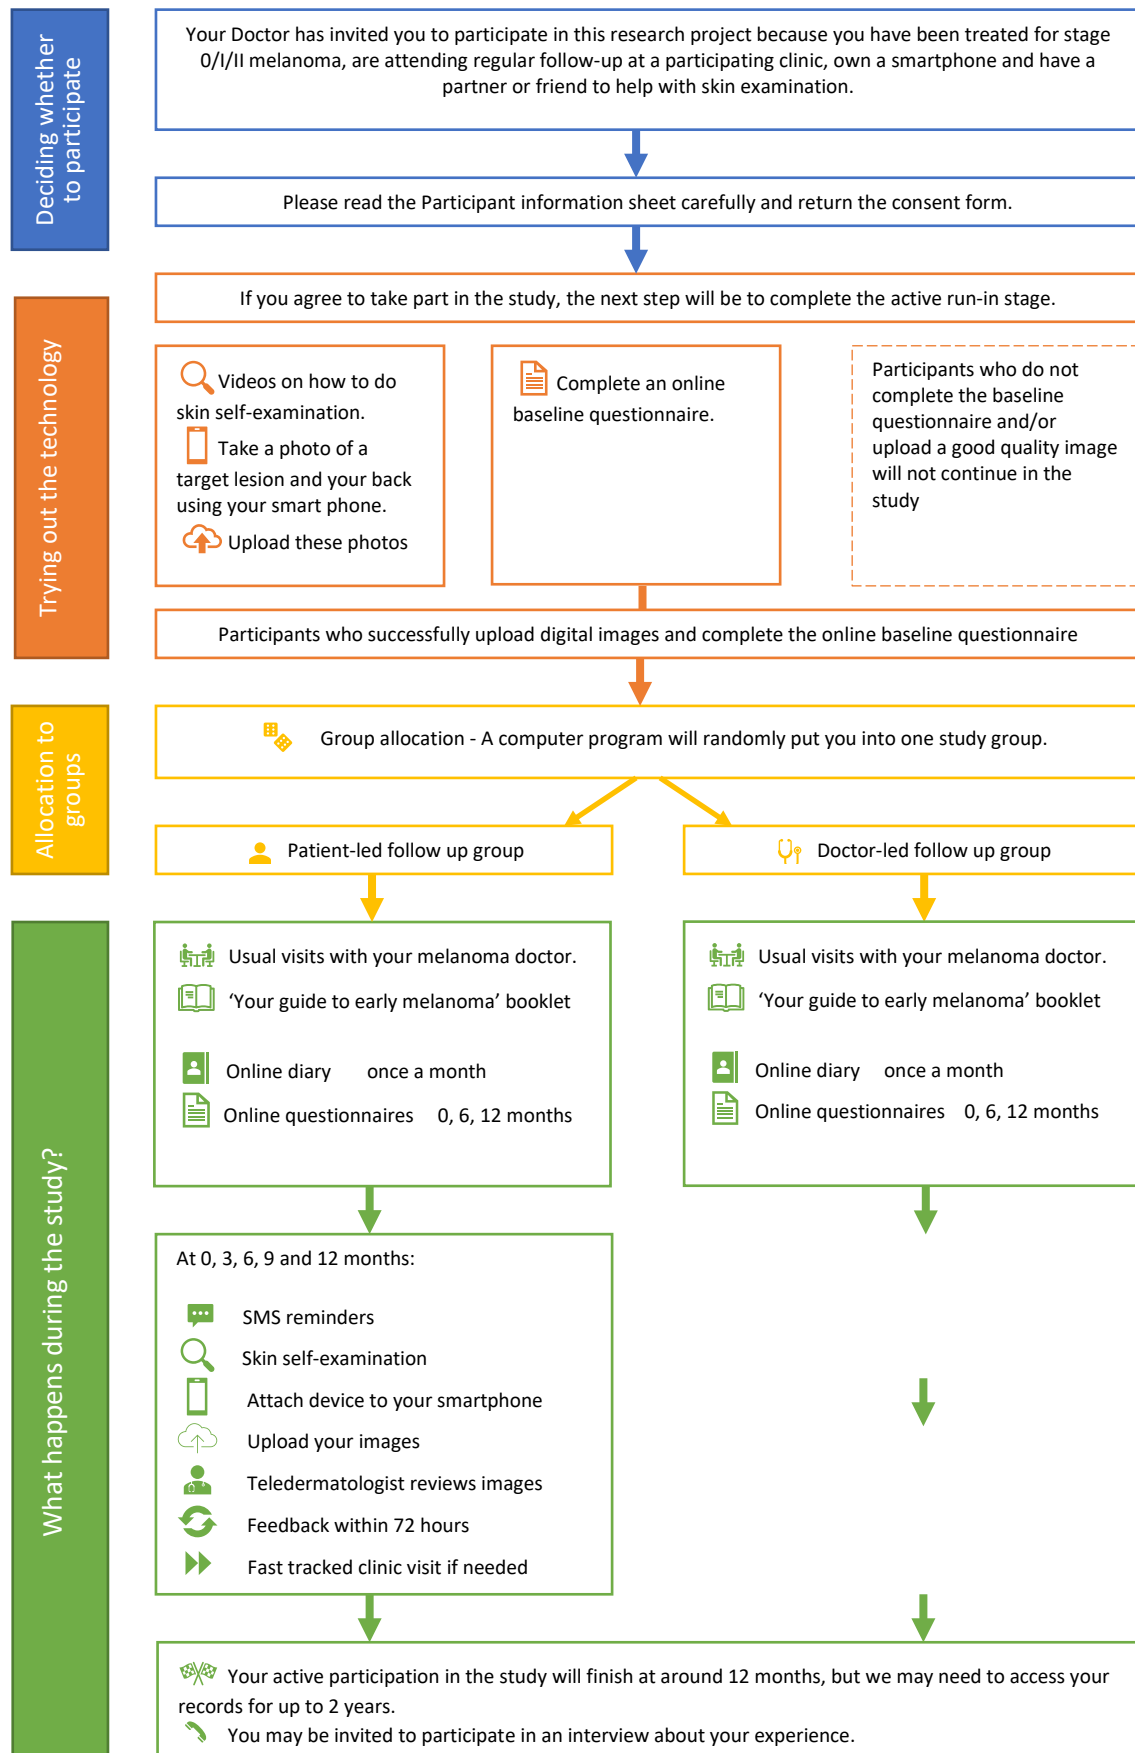 Deciding whether
to participate
Your Doctor has invited you to participate in this research project because you have been treated for stage
0/I/II melanoma, are attending regular follow-up at a participating clinic, own a smartphone and have a
partner or friend to help with skin examination.
Please read the Participant information sheet carefully and return the consent form.
Trying out the technology
If you agree to take part in the study, the next step will be to complete the active run-in stage.
Videos on how to do
skin self-examination.
Take a photo of a
target lesion and your back
using your smart phone.
Upload these photos
Complete an online
baseline questionnaire.
Participants who do not
complete the baseline
questionnaire and/or
upload a good quality image
will not continue in the
study
Participants who successfully upload digital images and complete the online baseline questionnaire
Allocation to
groups
Group allocation - A computer program will randomly put you into one study group.
Patient-led follow up group
Doctor-led follow up group
What happens during the study?
Usual visits with your melanoma doctor.
‘Your guide to early melanoma’ booklet
Online diary once a month
Online questionnaires 0, 6, 12 months
Usual visits with your melanoma doctor.
‘Your guide to early melanoma’ booklet
Online diary once a month
Online questionnaires 0, 6, 12 months
At 0, 3, 6, 9 and 12 months:
SMS reminders
Skin self-examination
Attach device to your smartphone
Upload your images
Teledermatologist reviews images
Feedback within 72 hours
Fast tracked clinic visit if needed
Your active participation in the study will finish at around 12 months, but we may need to access your
records for up to 2 years.
You may be invited to participate in an interview about your experience.